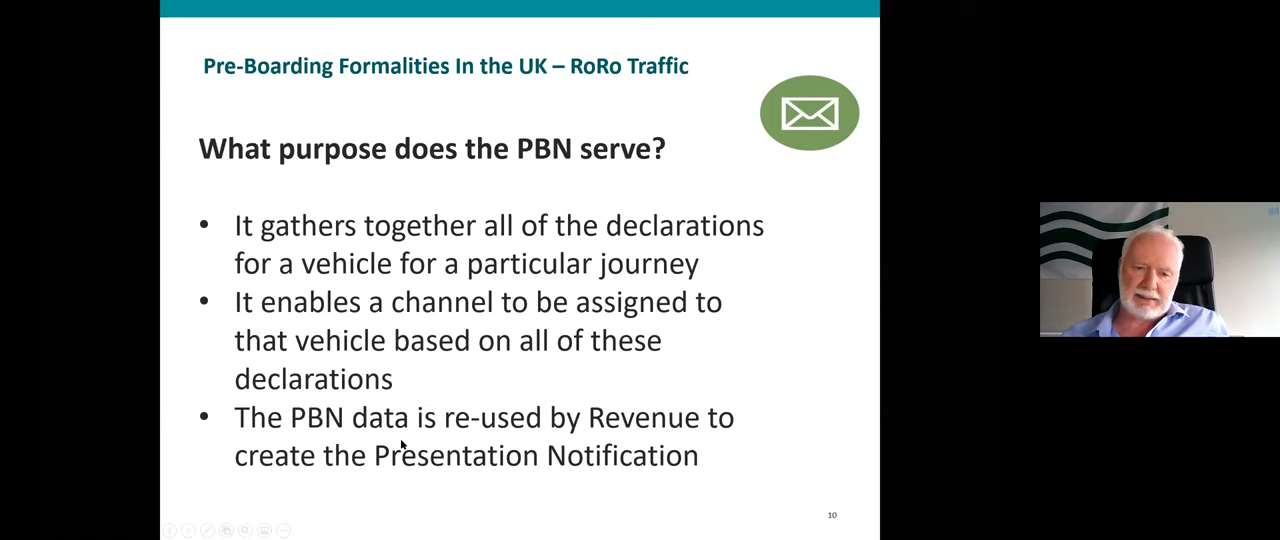 Pre-Boarding Formalities In the UK – RoRo Traffic
What purpose does the PBN serve?
• It gathers together all of the declarations
for a vehicle for a particular journey
• It enables a channel to be assigned to
that vehicle based on all of these
declarations
• The PBN data is re-used by Revenue to
create the Presentation Notification
10